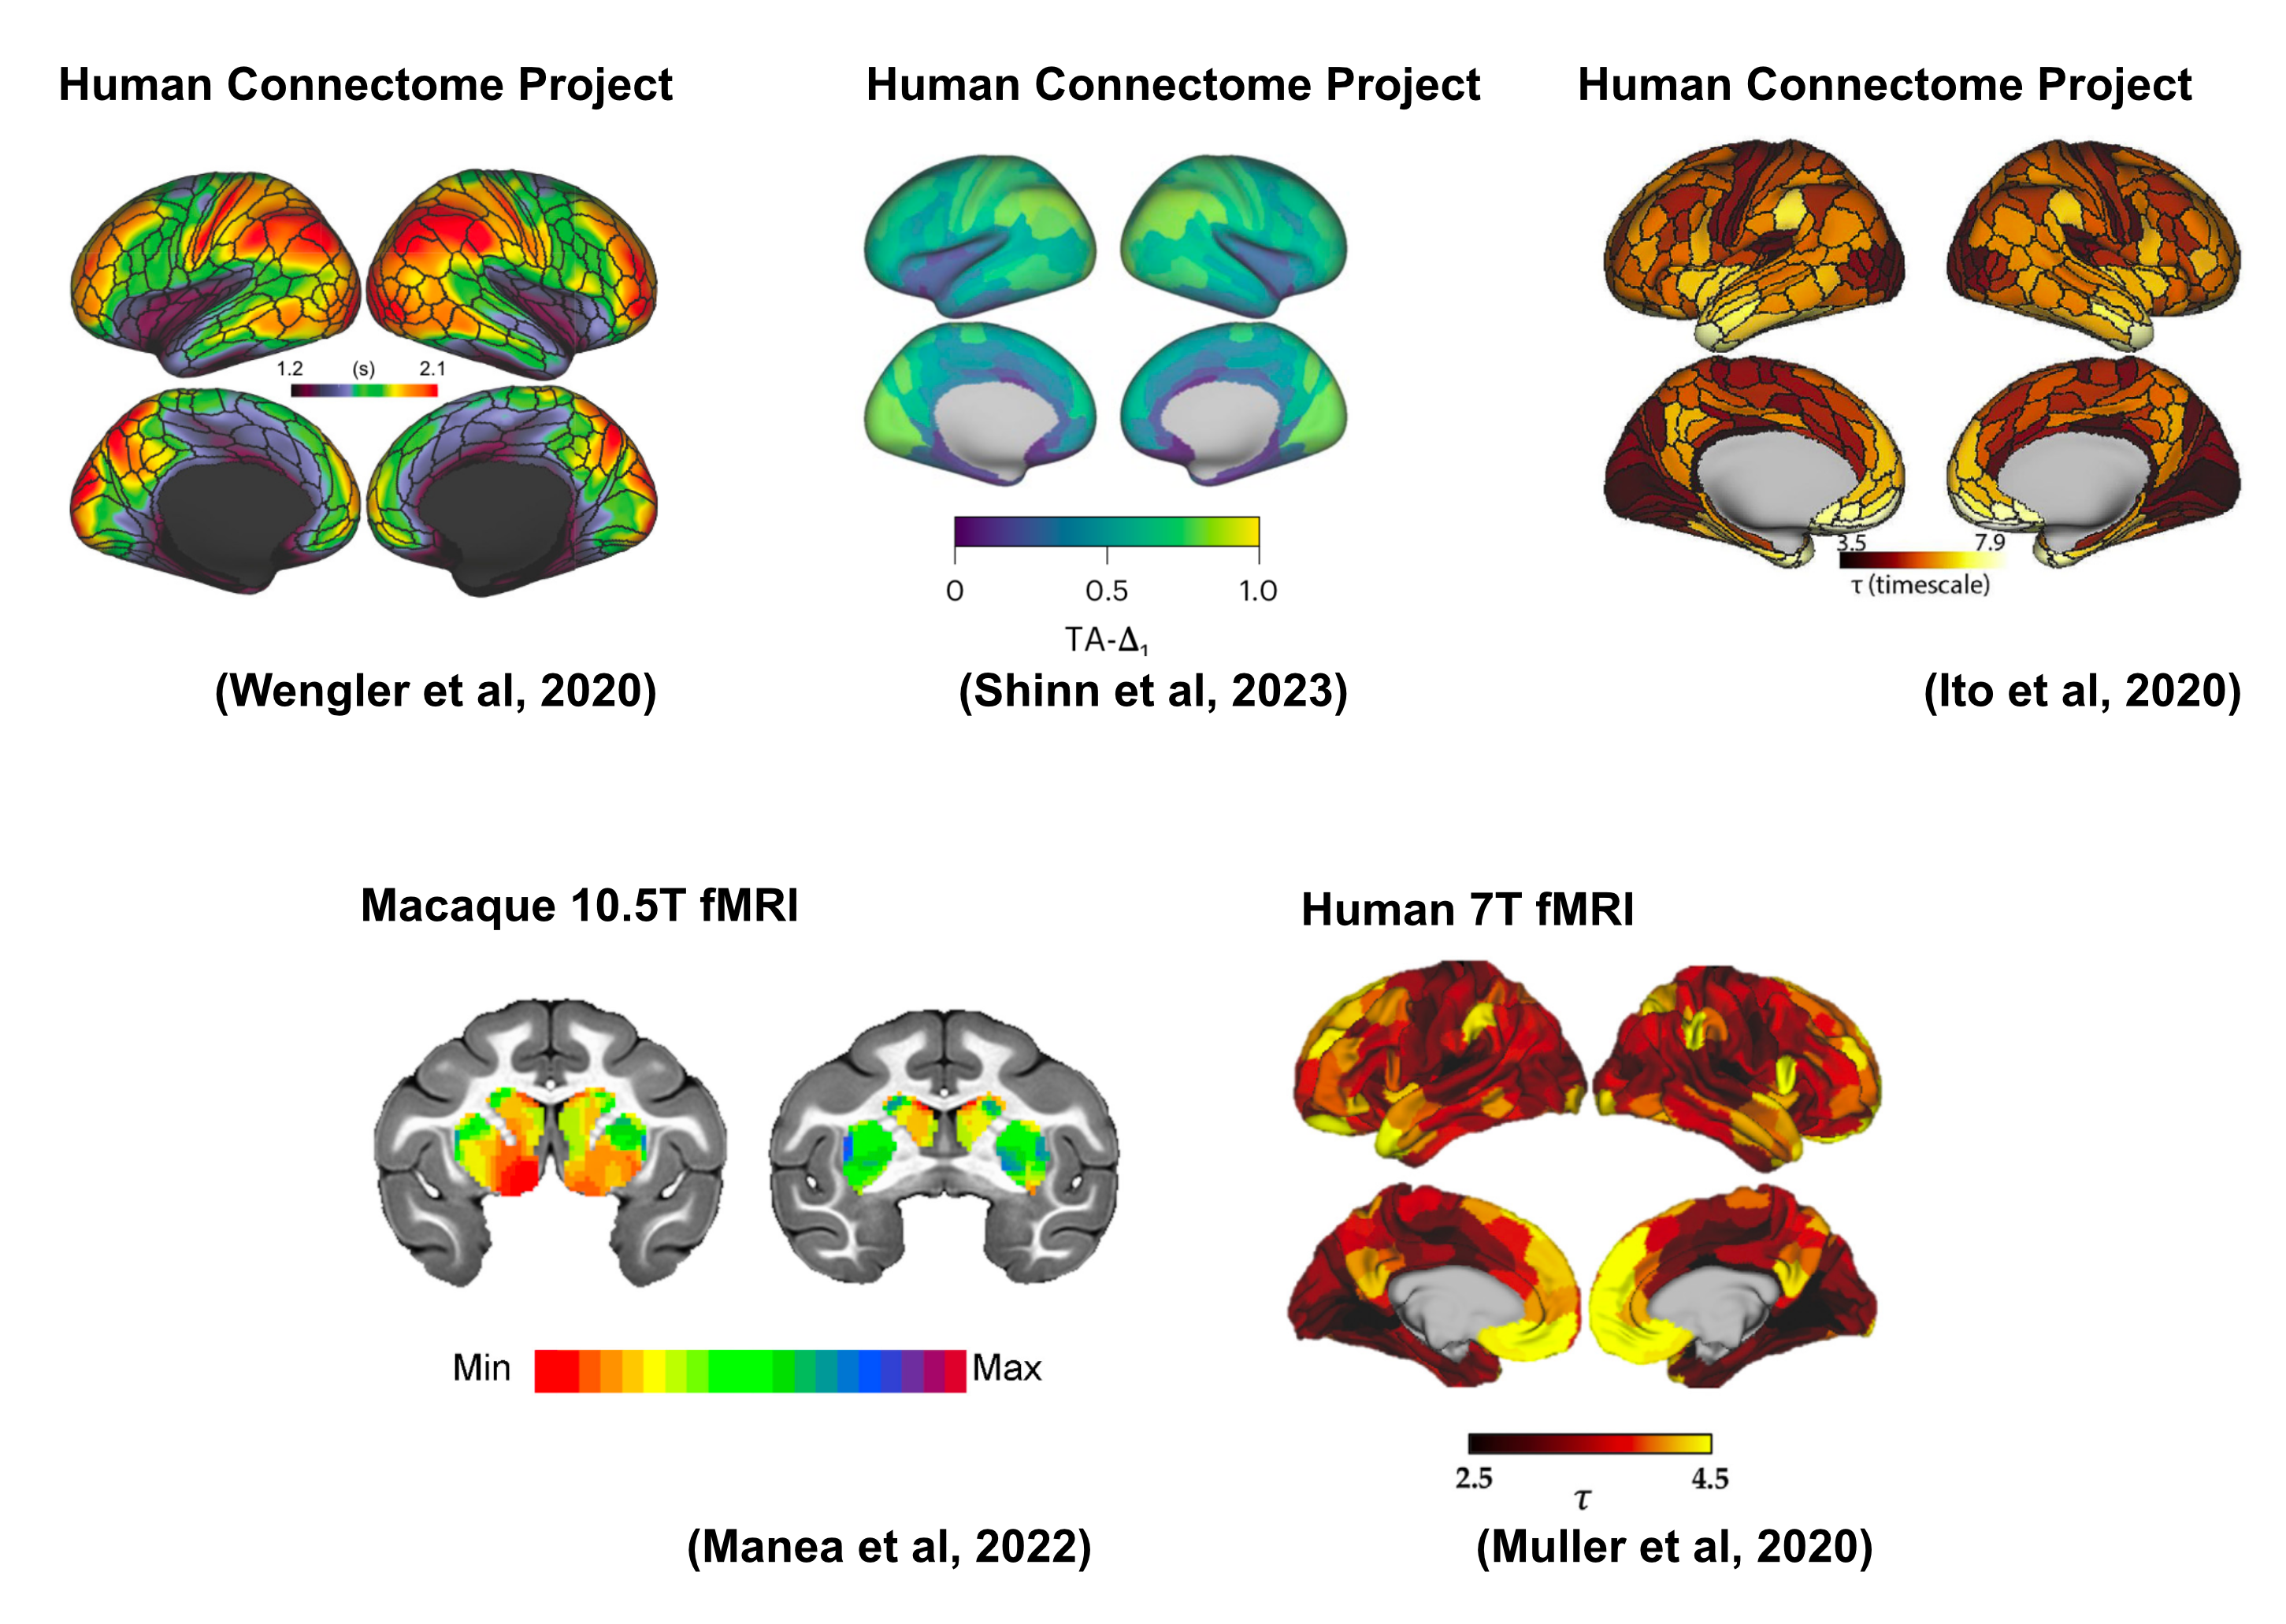 Human Connectome Project
Human Connectome Project
Human Connectome Project
1.2 (s) 2.1
3.5 7.9
τ (timescale)
0 0.5 1.0
TA-Δ₁
(Wengler et al, 2020)
(Shinn et al, 2023)
(Ito et al, 2020)
Macaque 10.5T fMRI
Human 7T fMRI
Min Max
2.5 4.5
τ
(Manea et al, 2022)
(Muller et al, 2020)